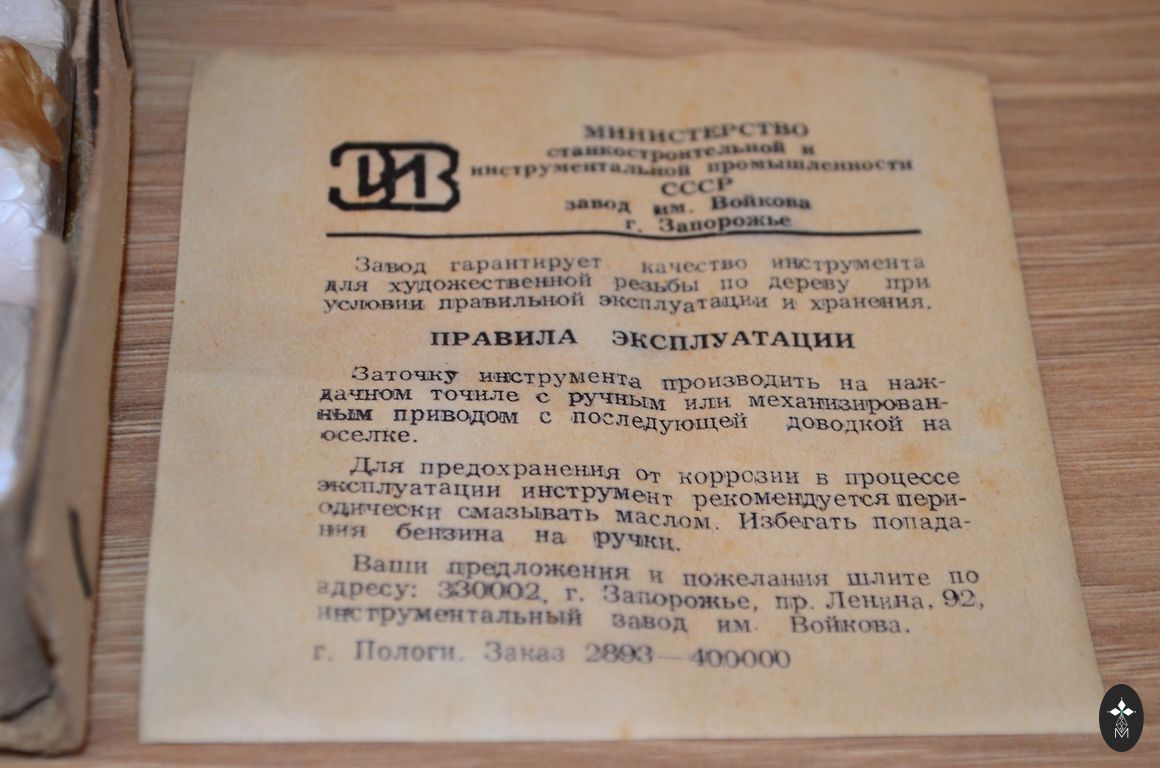 ЗИВ
МИНИСТЕРСТВО
станкостроительной и
инструментальной промышленности
СССР
завод им. Войкова
г. Запорожье
Завод гарантирует качество инструмента
для художественной резьбы по дереву при
условии правильной эксплуатации и хранения.
ПРАВИЛА ЭКСПЛУАТАЦИИ
Заточку инструмента производить на наж-
дачном точиле с ручным или механизирован-
ным приводом с последующей доводкой на
оселке.
Для предохранения от коррозии в процессе
эксплуатации инструмент рекомендуется пери-
одически смазывать маслом. Избегать попада-
ния бензина на ручки.
Ваши предложения и пожелания шлите по
адресу: 330002, г. Запорожье, пр. Ленина, 92,
инструментальный завод им. Войкова.
г. Пологи. Заказ 2893—400000
M